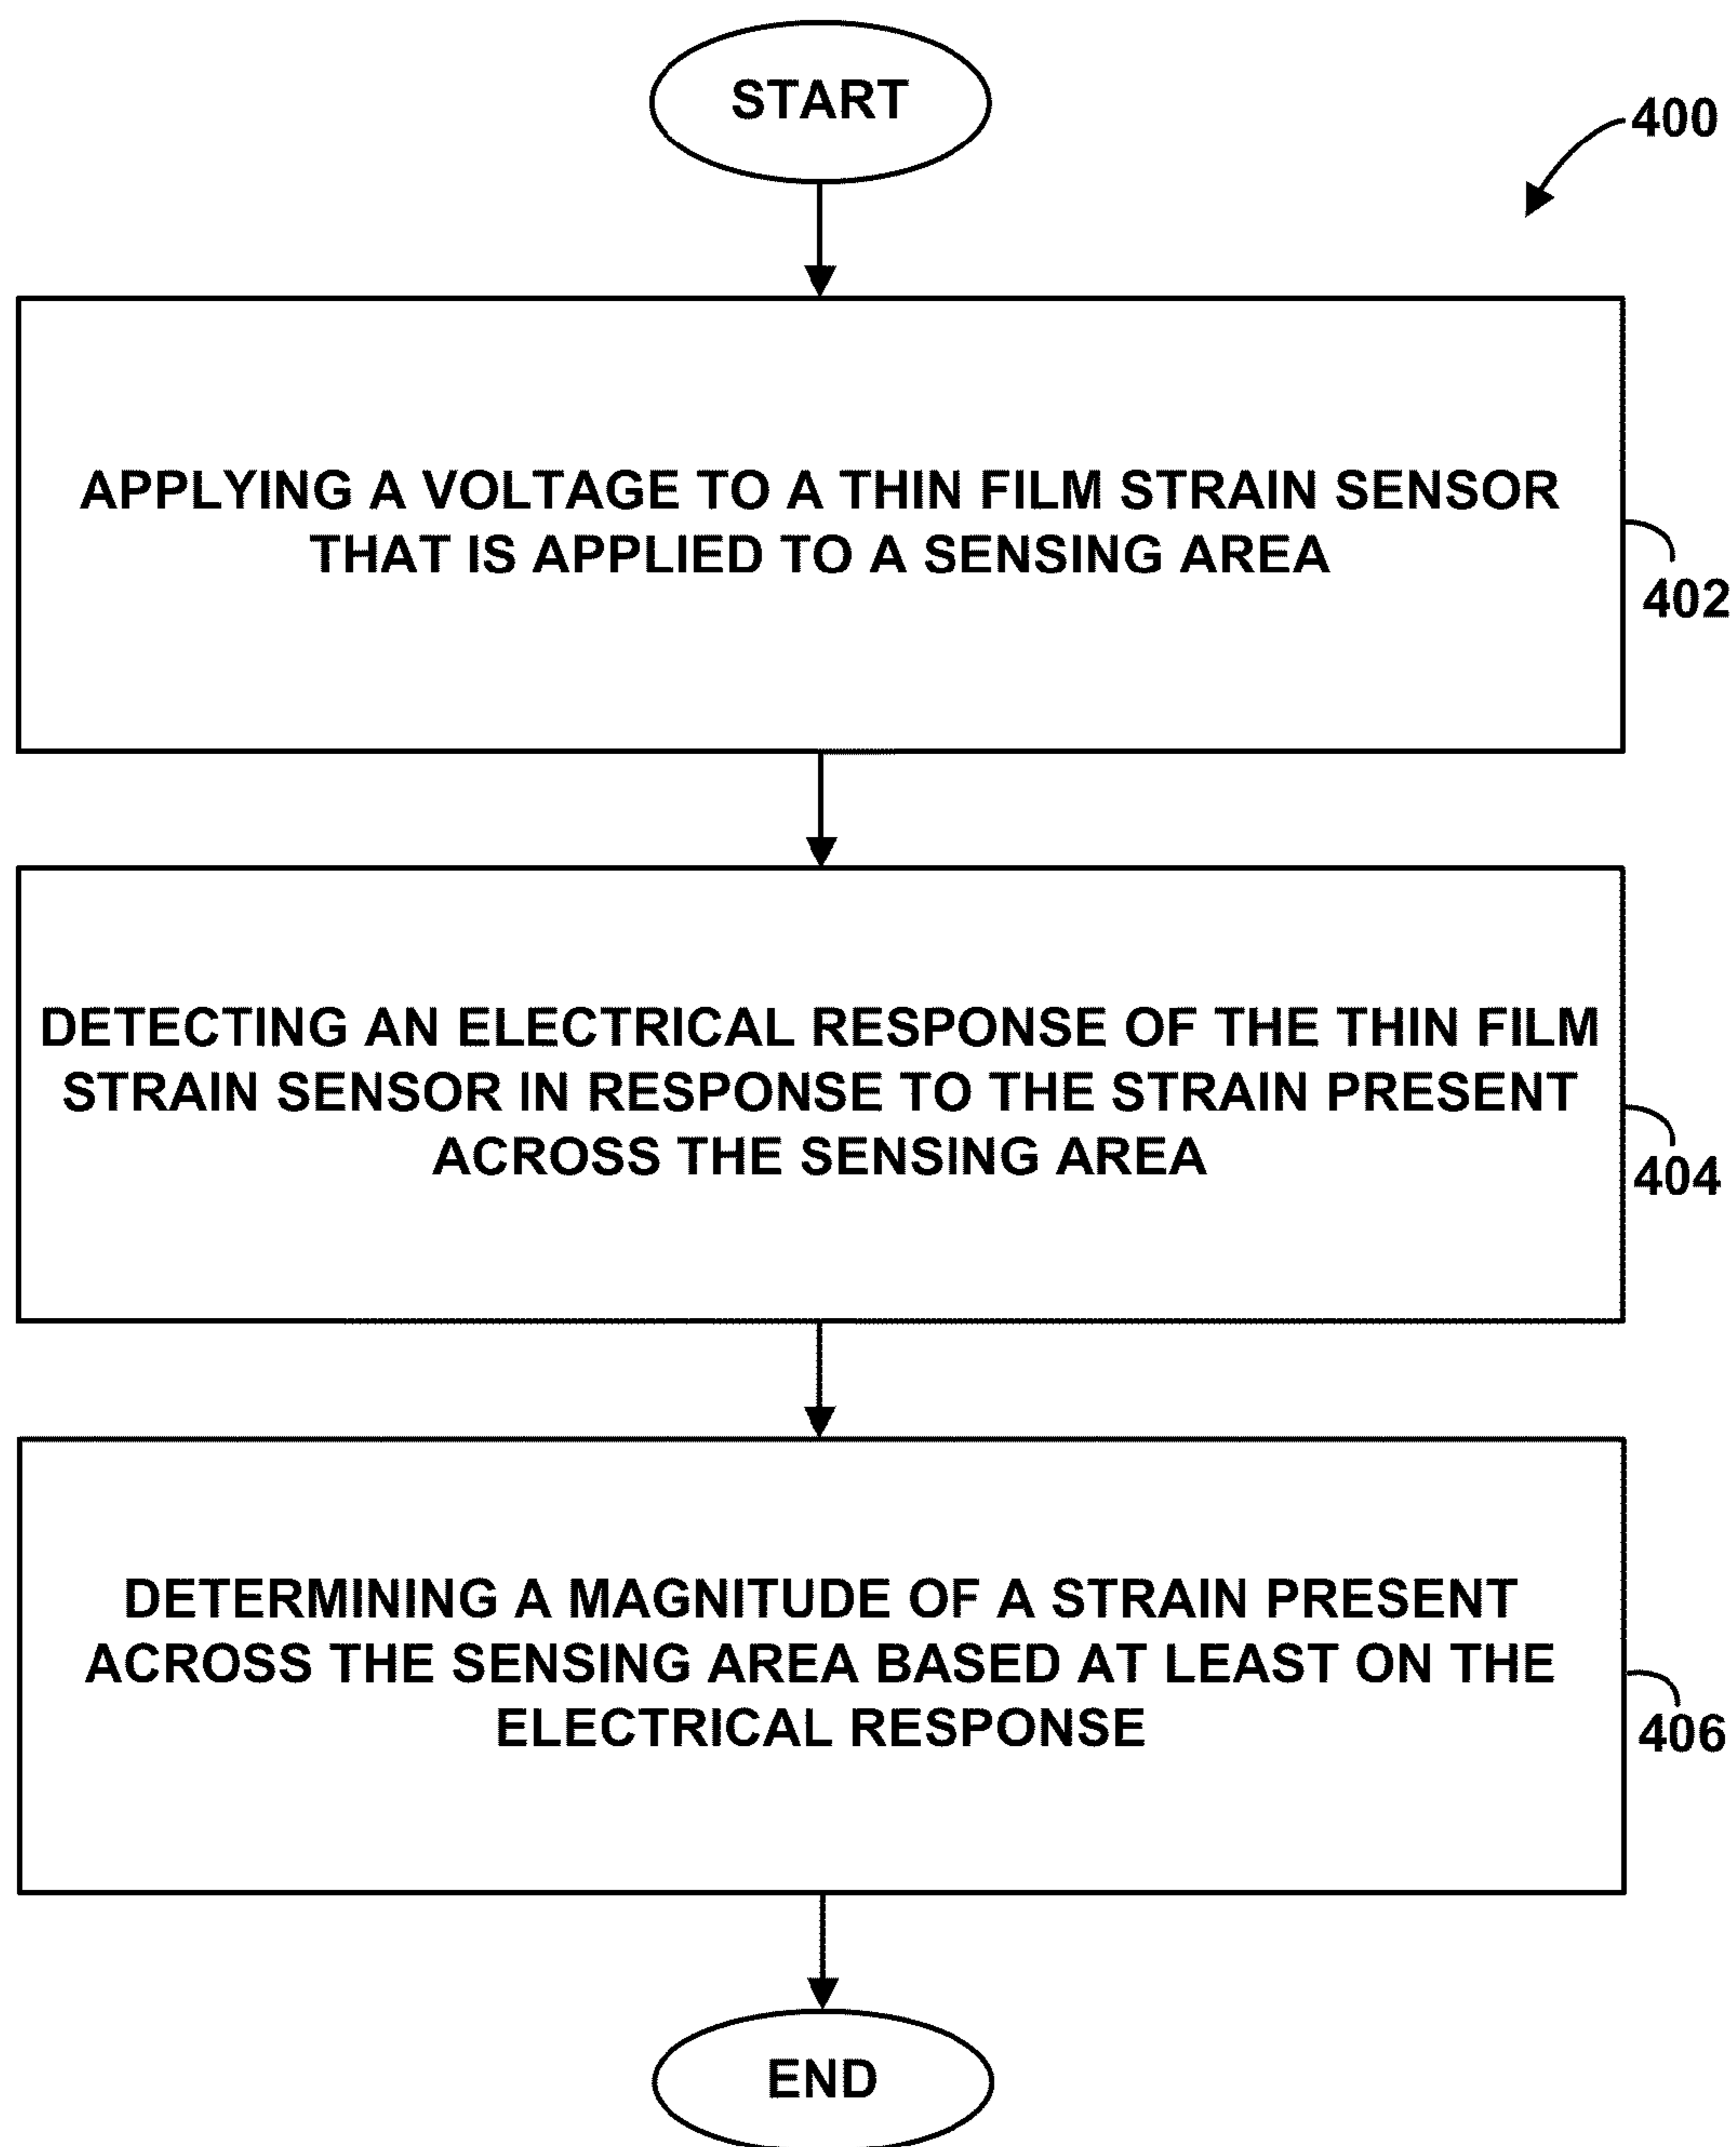 START
400
APPLYING A VOLTAGE TO A THIN FILM STRAIN SENSOR
THAT IS APPLIED TO A SENSING AREA
402
DETECTING AN ELECTRICAL RESPONSE OF THE THIN FILM
STRAIN SENSOR IN RESPONSE TO THE STRAIN PRESENT
ACROSS THE SENSING AREA
404
DETERMINING A MAGNITUDE OF A STRAIN PRESENT
ACROSS THE SENSING AREA BASED AT LEAST ON THE
ELECTRICAL RESPONSE
406
END